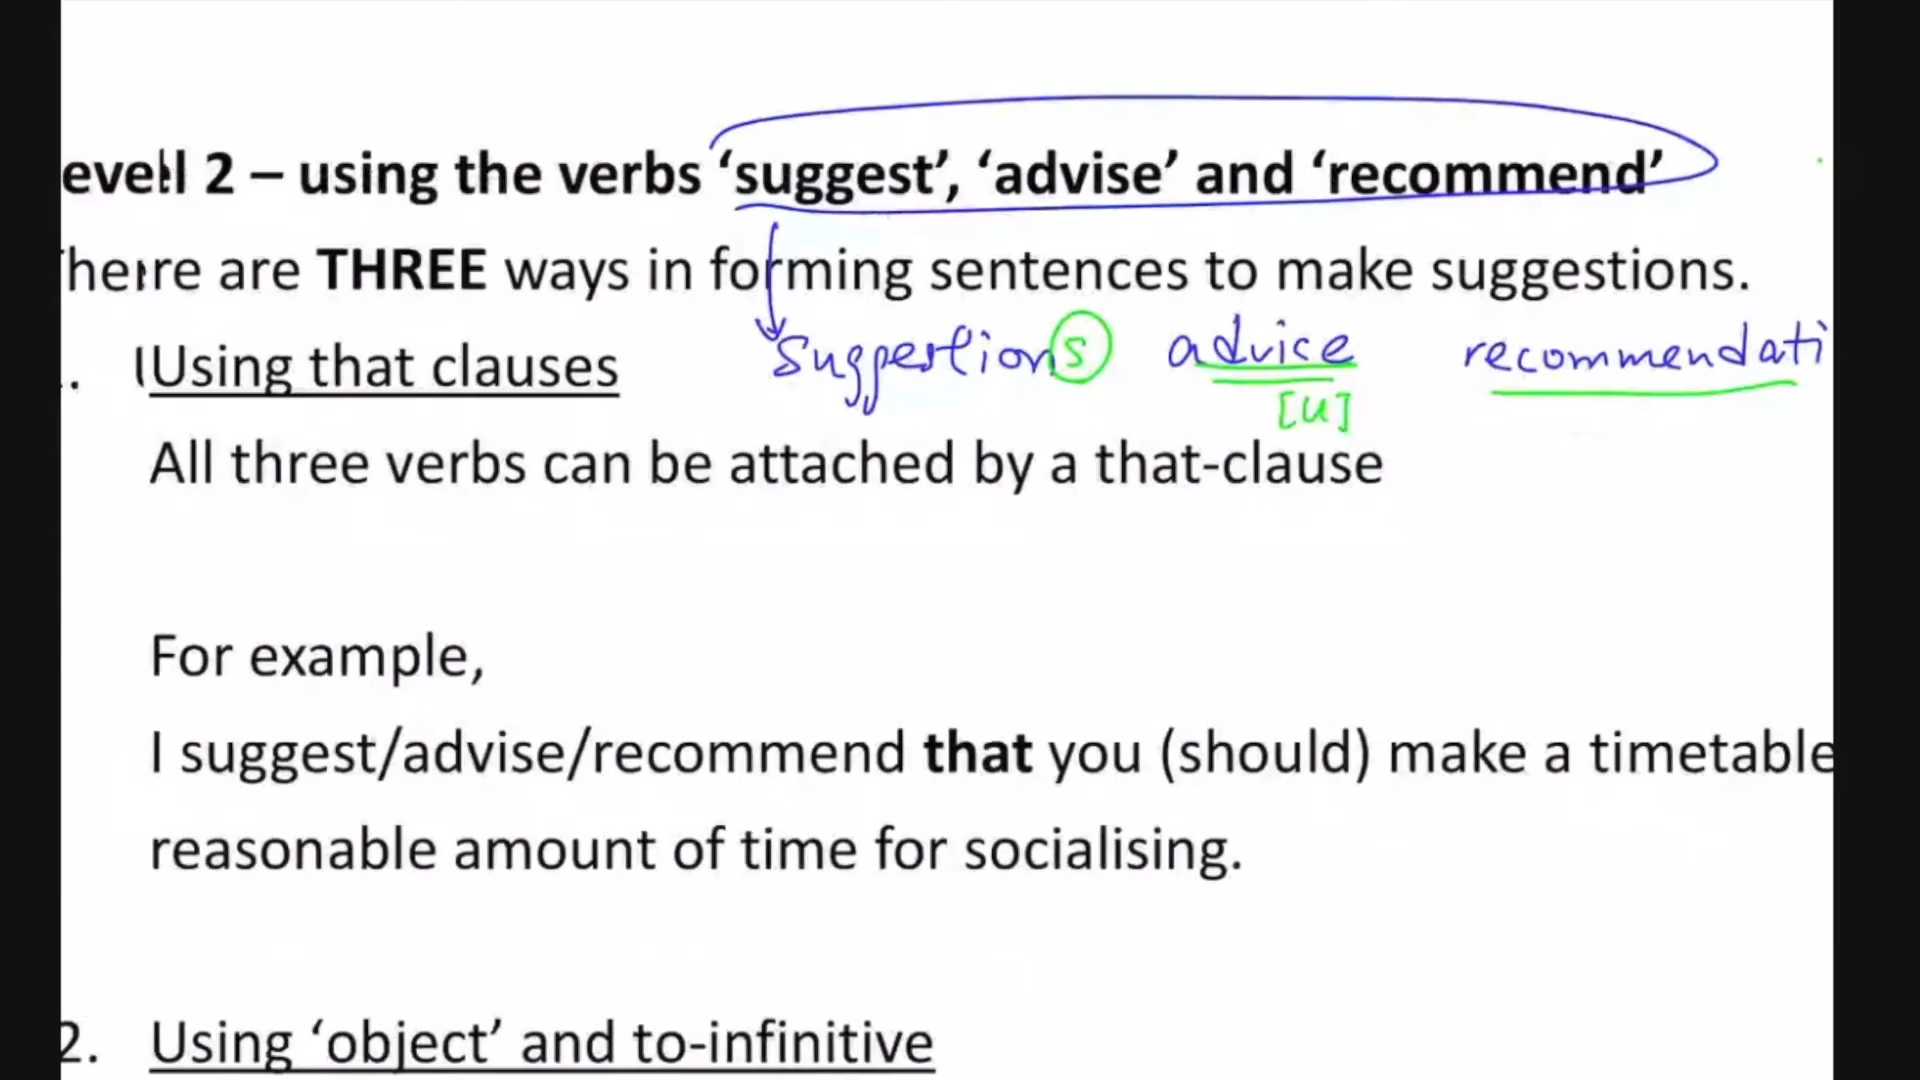 evel 2 – using the verbs ‘suggest’, ‘advise’ and ‘recommend’
here are THREE ways in forming sentences to make suggestions.
. Using that clauses
suggestions advice recommendati
[U]
All three verbs can be attached by a that-clause
For example,
I suggest/advise/recommend that you (should) make a timetable
reasonable amount of time for socialising.
2. Using ‘object’ and to-infinitive